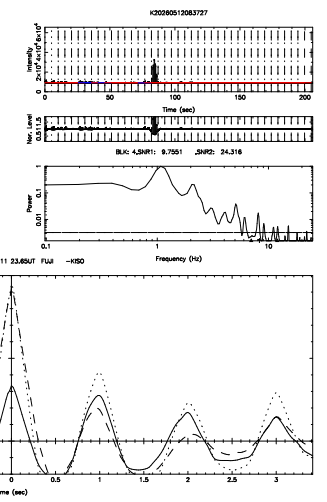 K20260512083727
Intensity
0 2×10⁴ 4×10⁴ 6×10⁴
0 50 100 150 200
Time (sec)
Nor. Level
0.5 1 1.5
BLK: 4,SNR1: 9.7551 ,SNR2: 24.316
Power
1
0.1
0.01
0.1 1 10
Frequency (Hz)
11 23.65UT FUJI -KISO
0 0.5 1 1.5 2 2.5 3
me (sec)